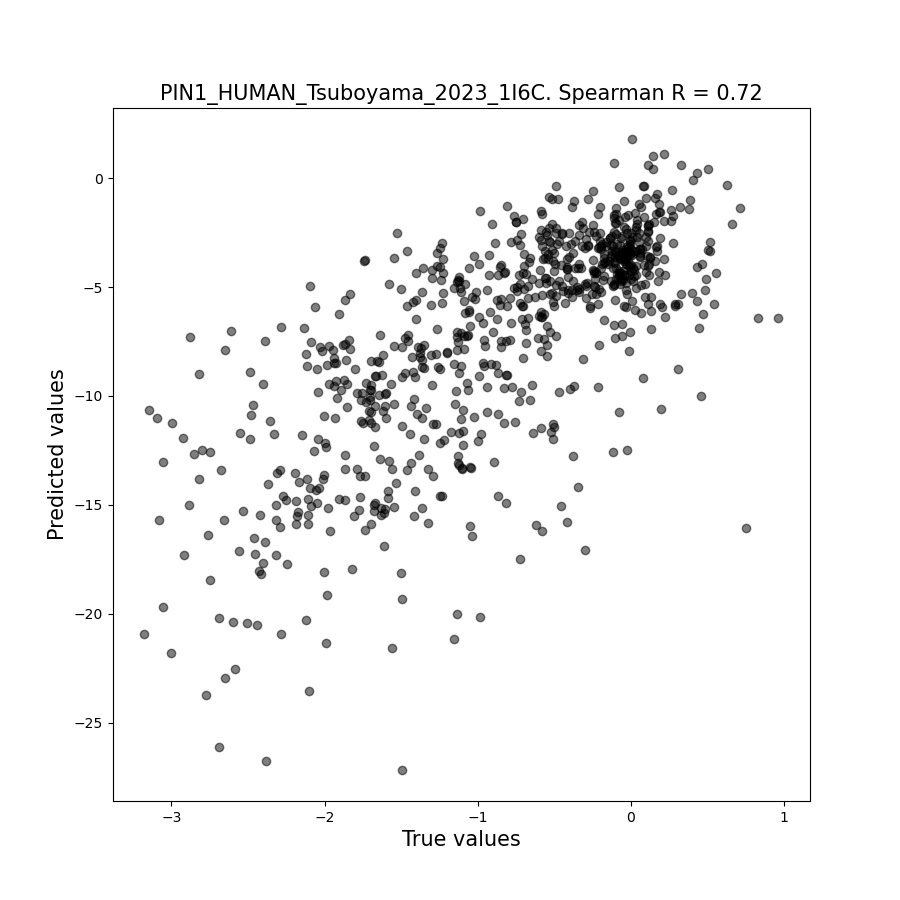 PIN1_HUMAN_Tsuboyama_2023_1I6C. Spearman R = 0.72
0
−5
−10
−15
−20
−25
Predicted values
−3 −2 −1 0 1
True values